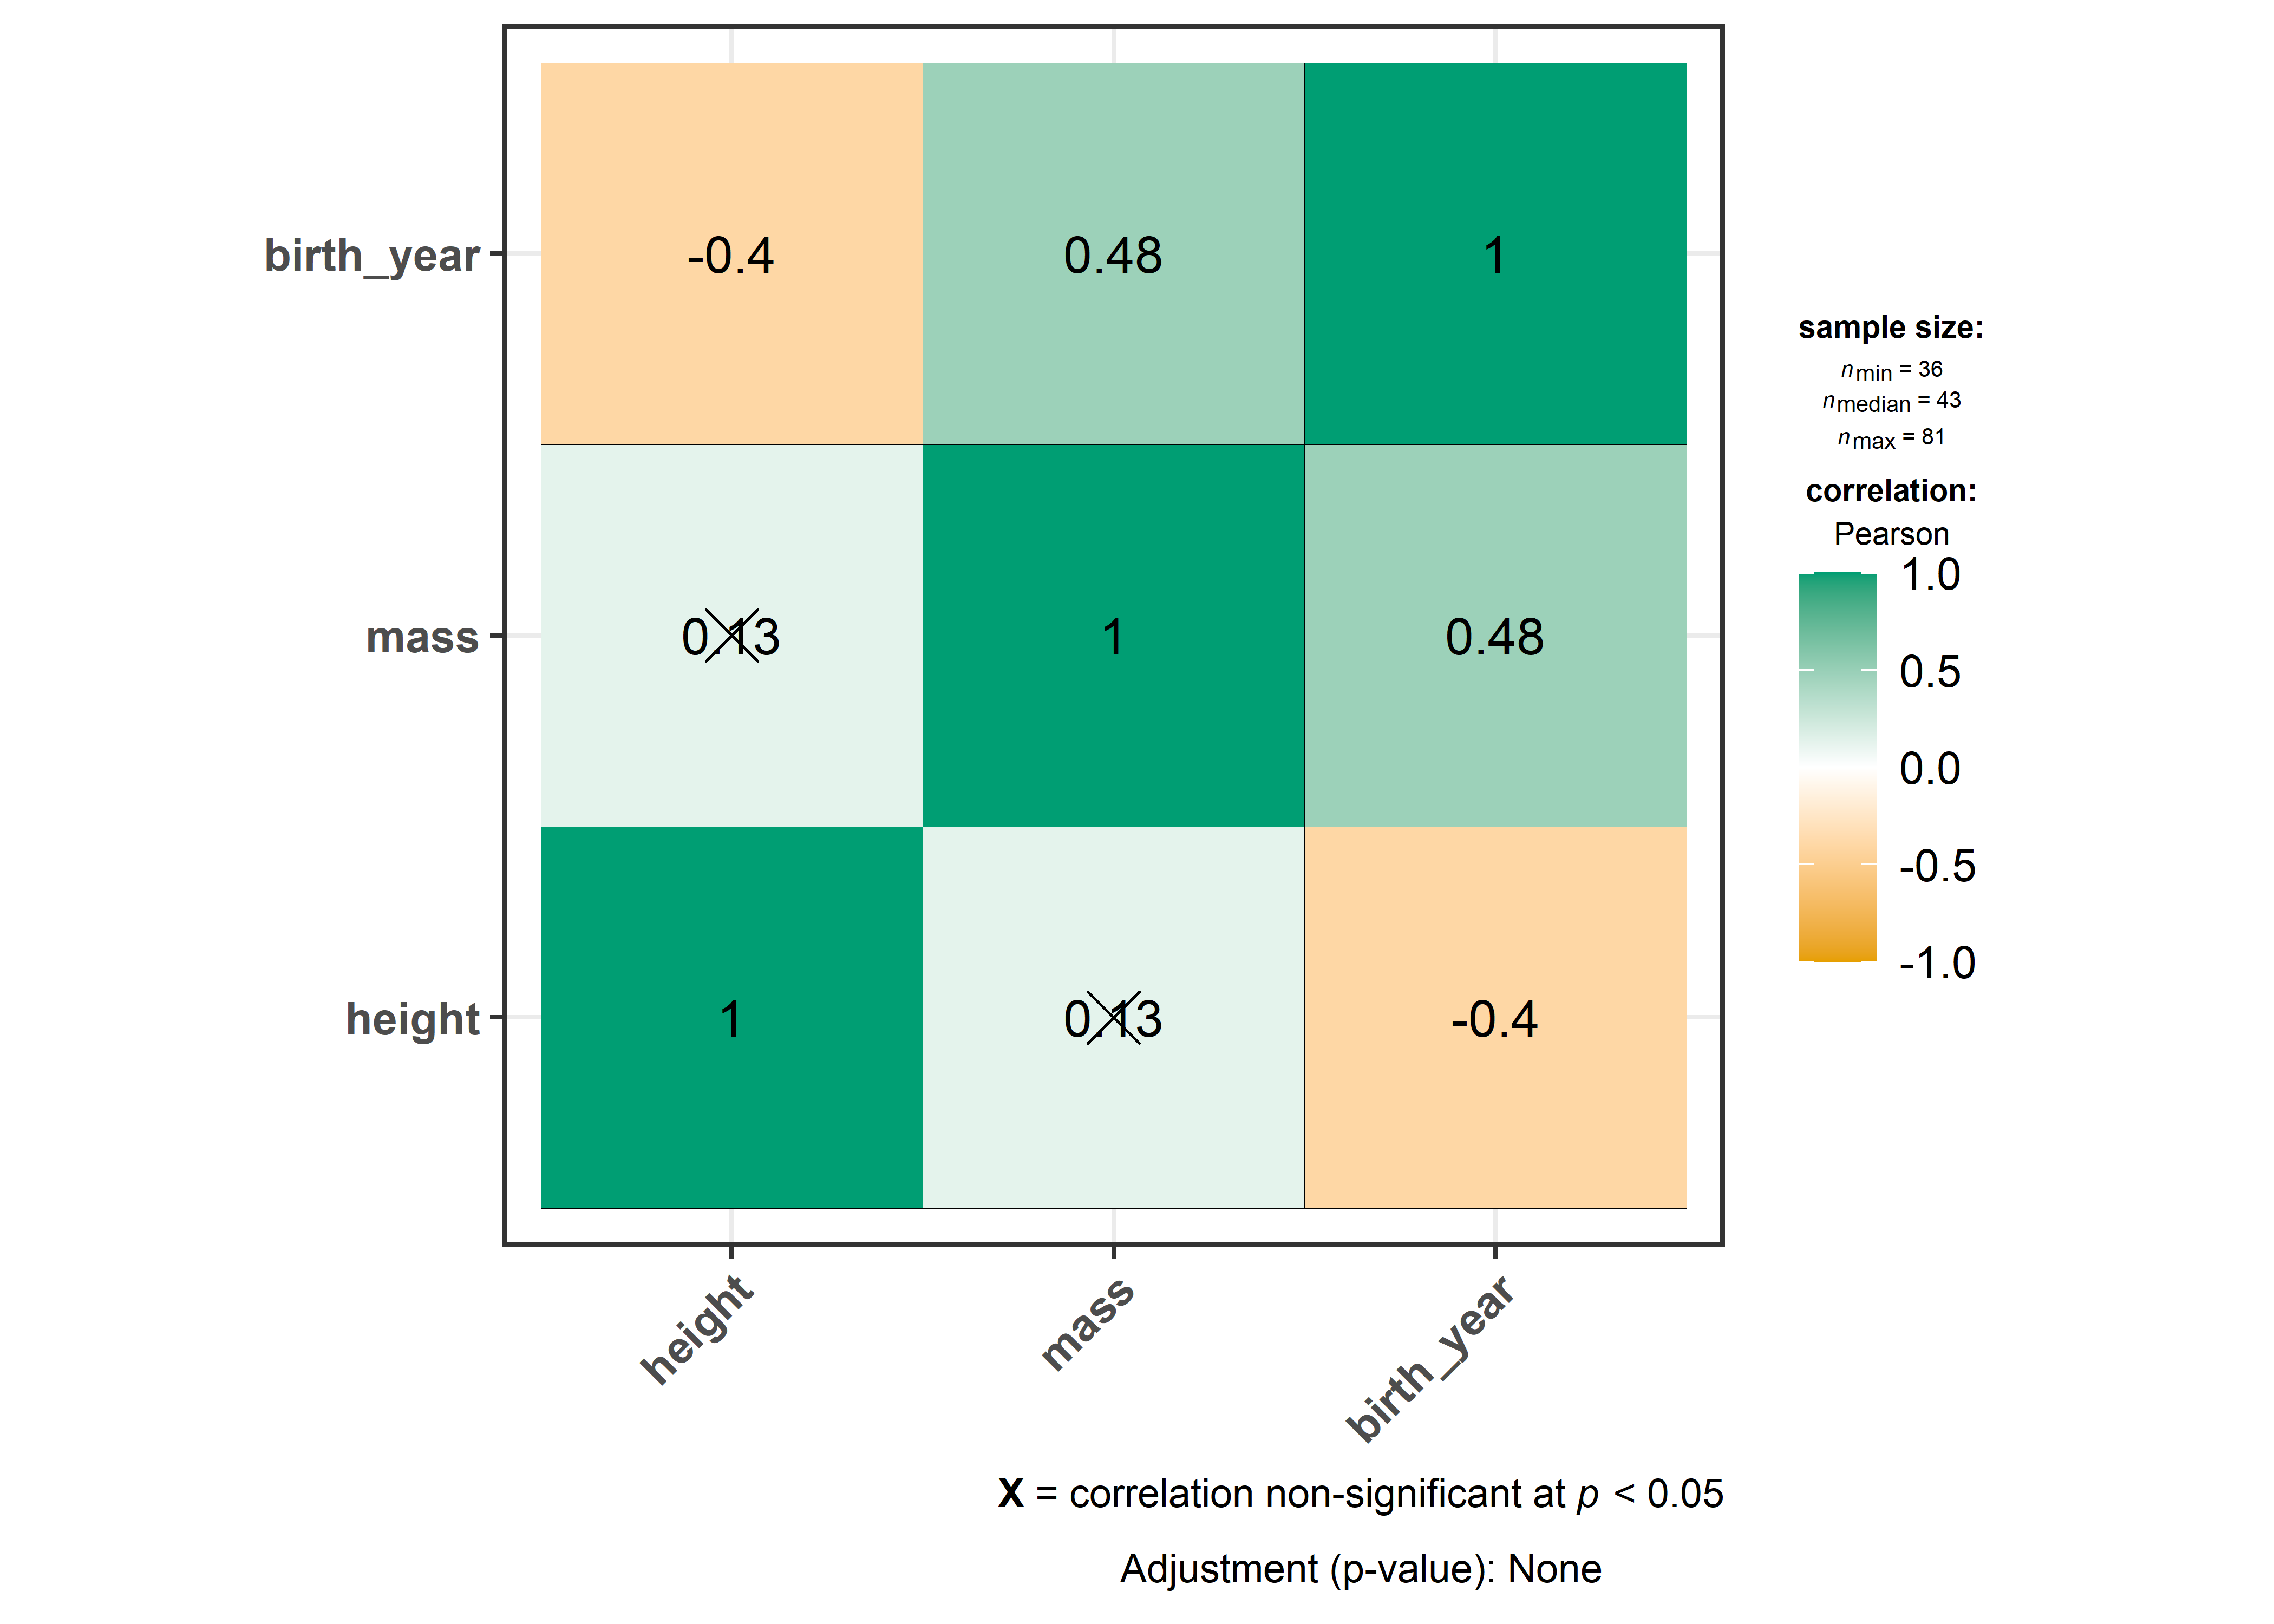 birth_year
-0.4
0.48
1
mass
0.13
1
0.48
height
1
0.13
-0.4
height
mass
birth_year
sample size:
nmin = 36
nmedian = 43
nmax = 81
correlation:
Pearson
1.0
0.5
0.0
-0.5
-1.0
X = correlation non-significant at p < 0.05
Adjustment (p-value): None